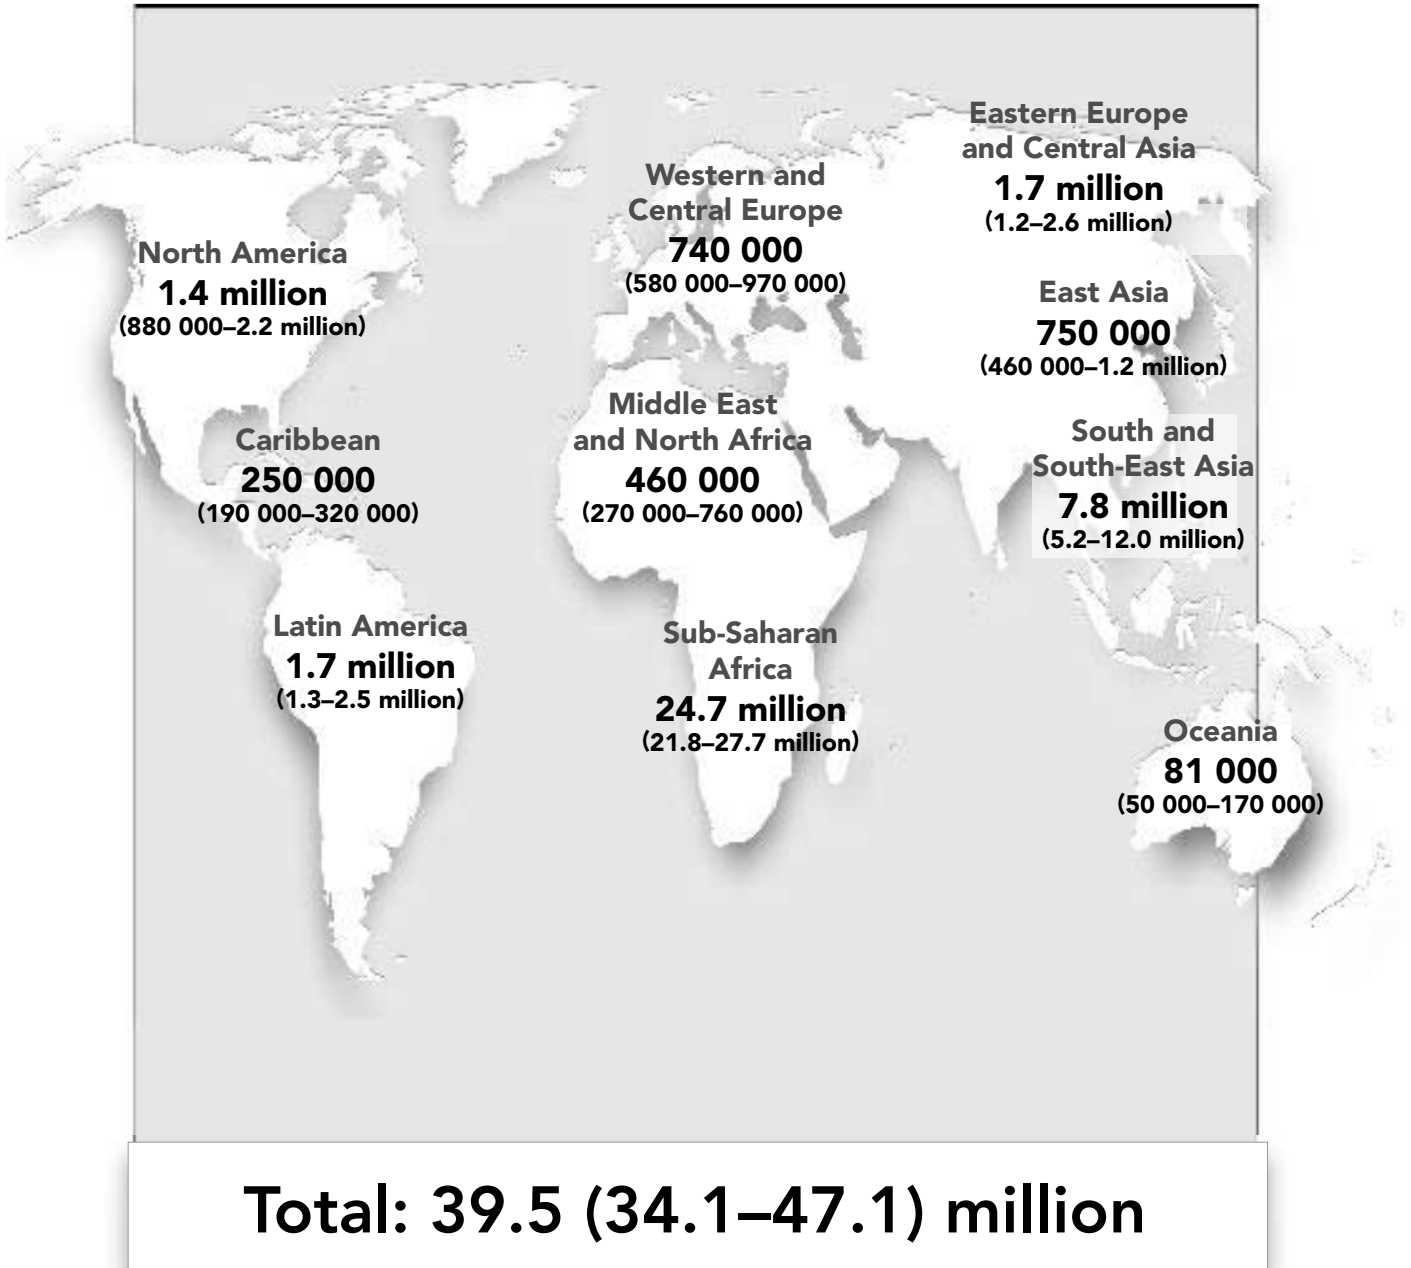 Eastern Europe
and Central Asia
1.7 million
(1.2–2.6 million)
Western and
Central Europe
740 000
(580 000–970 000)
North America
1.4 million
(880 000–2.2 million)
East Asia
750 000
(460 000–1.2 million)
Middle East
and North Africa
460 000
(270 000–760 000)
South and
South-East Asia
7.8 million
(5.2–12.0 million)
Caribbean
250 000
(190 000–320 000)
Latin America
1.7 million
(1.3–2.5 million)
Sub-Saharan
Africa
24.7 million
(21.8–27.7 million)
Oceania
81 000
(50 000–170 000)
Total: 39.5 (34.1–47.1) million